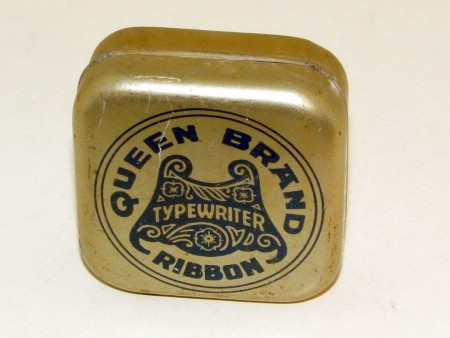 QUEEN BRAND
TYPEWRITER
RIBBON